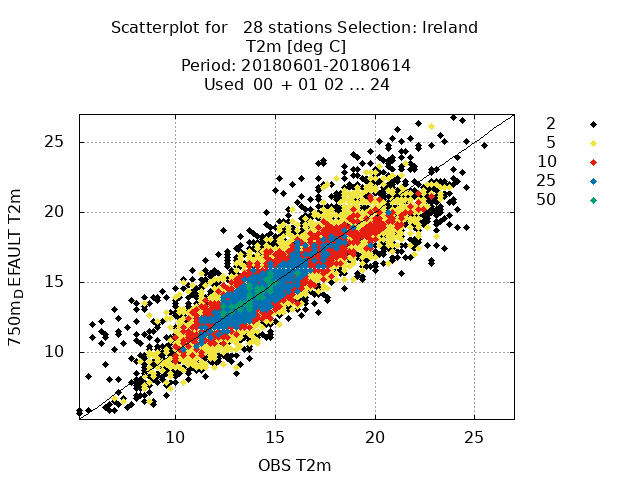 Scatterplot for   28 stations Selection: Ireland
T2m [deg C]
Period: 20180601-20180614
Used  00 + 01 02 ... 24
2
5
10
25
50
25
20
15
10
750m_DEFAULT T2m
10 15 20 25
OBS T2m